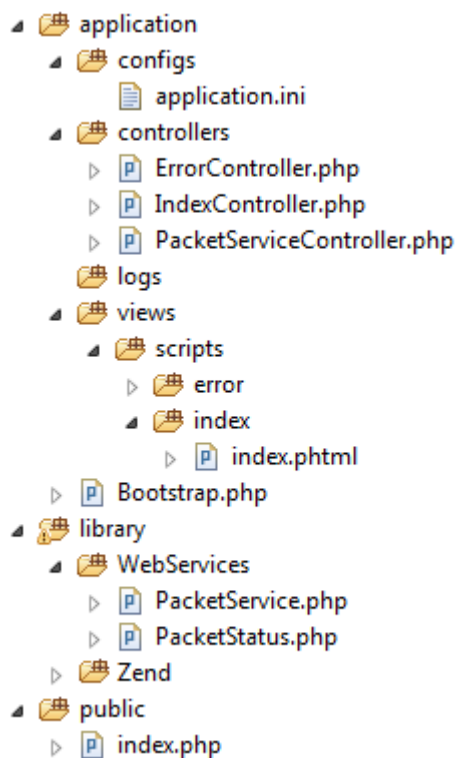 application
configs
application.ini
controllers
ErrorController.php
IndexController.php
PacketServiceController.php
logs
views
scripts
error
index
index.phtml
Bootstrap.php
library
WebServices
PacketService.php
PacketStatus.php
Zend
public
index.php